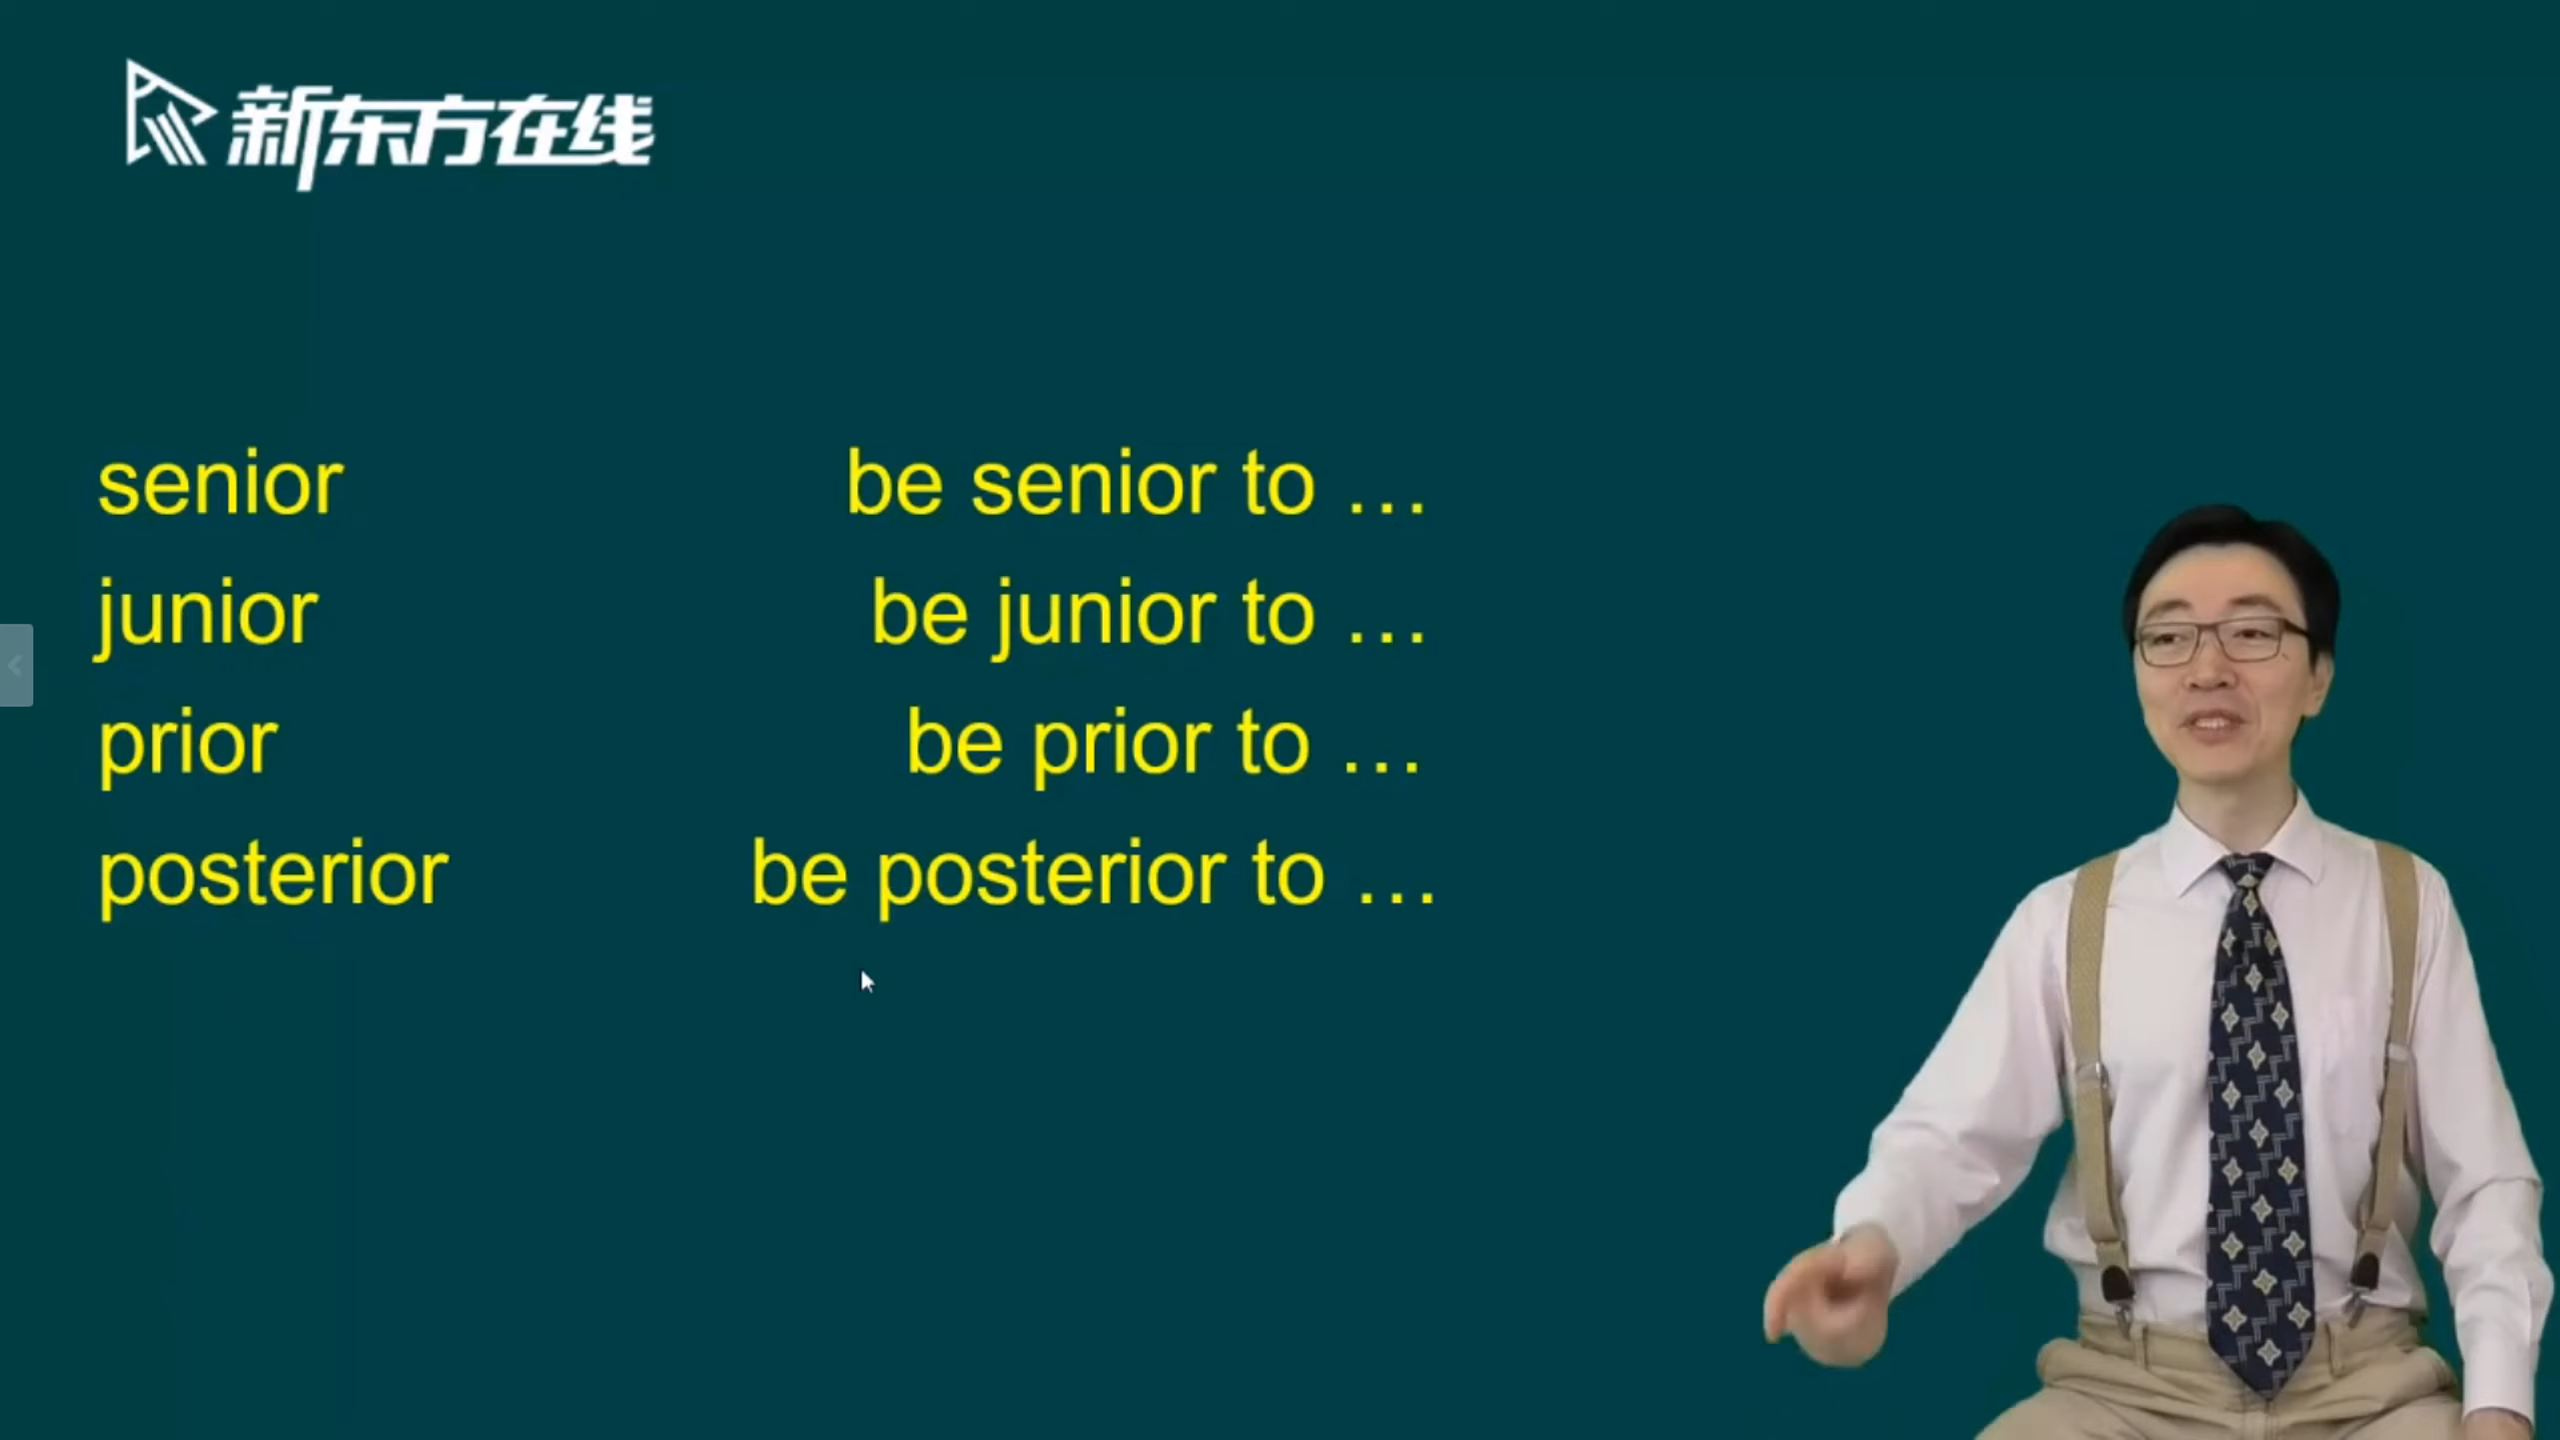 新东方在线
senior be senior to …
junior be junior to …
prior be prior to …
posterior be posterior to …